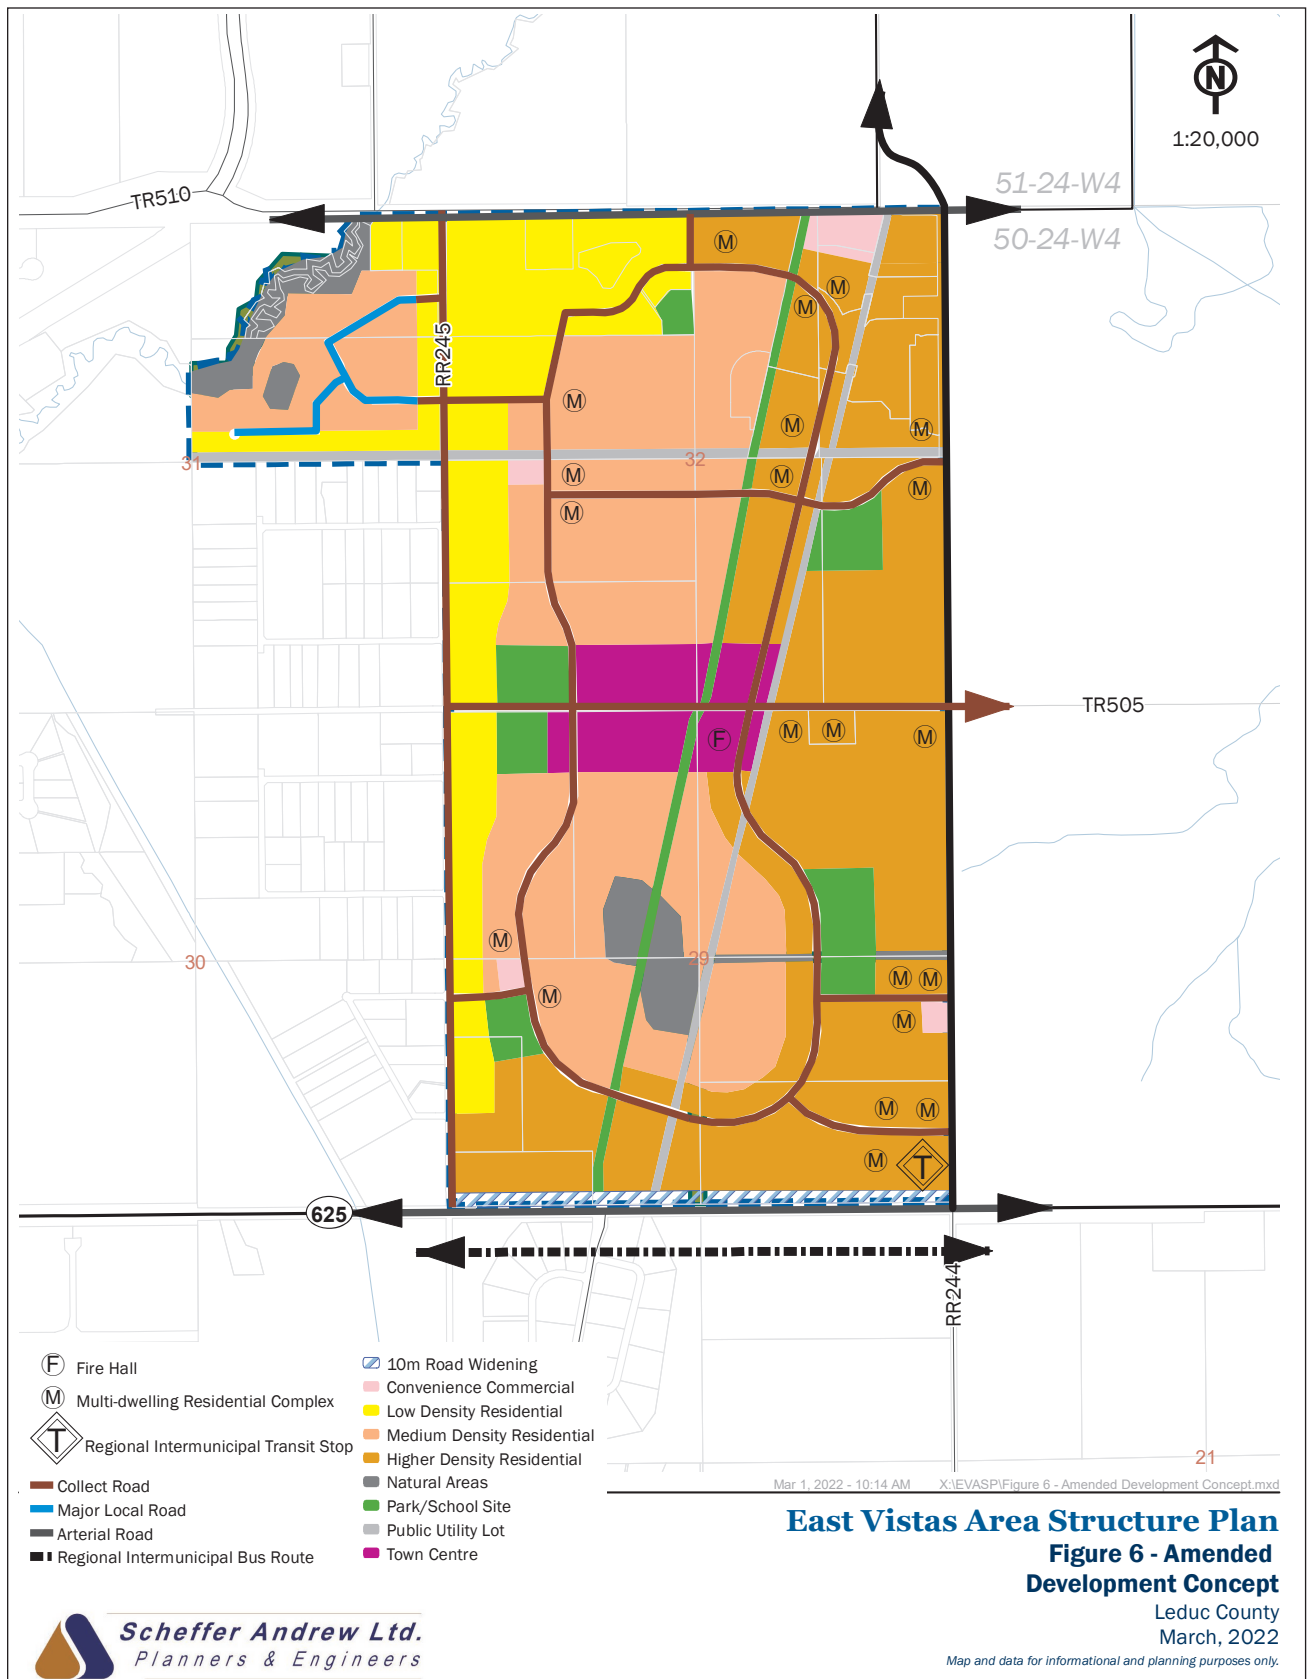 N
1:20,000
TR510
51-24-W4
50-24-W4
M
M
M
RR245
M
M
M
31
32
M
M
M
M
TR505
F
M
M
M
M
30
29
M
M
M
M
M
M
M
T
625
RR244
21
F Fire Hall
M Multi-dwelling Residential Complex
T Regional Intermunicipal Transit Stop
Collect Road
Major Local Road
Arterial Road
Regional Intermunicipal Bus Route
10m Road Widening
Convenience Commercial
Low Density Residential
Medium Density Residential
Higher Density Residential
Natural Areas
Park/School Site
Public Utility Lot
Town Centre
Mar 1, 2022 - 10:14 AM X:\EVASP\Figure 6 - Amended Development Concept.mxd
East Vistas Area Structure Plan
Figure 6 - Amended
Development Concept
Leduc County
March, 2022
Map and data for informational and planning purposes only.
Scheffer Andrew Ltd.
Planners & Engineers